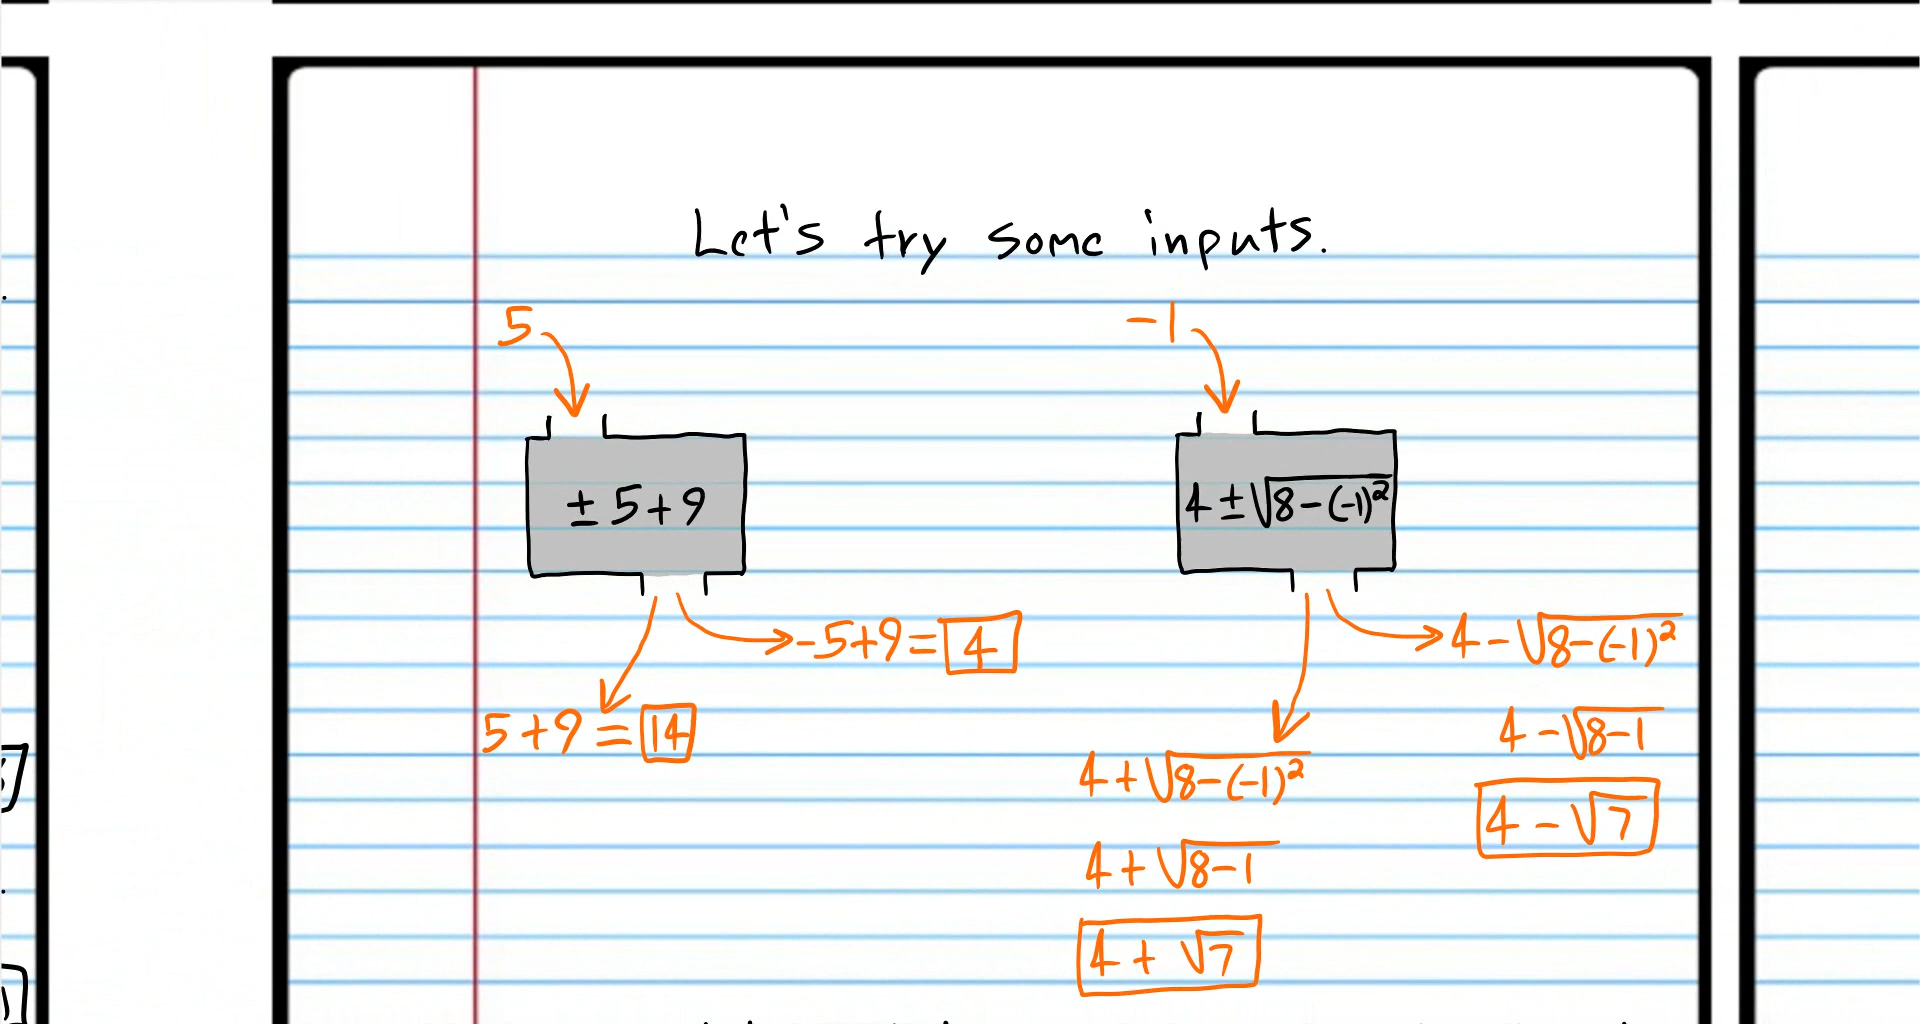 Let's try some inputs.
5
-1
± 5+9
4 ± √8-(-1)²
-5+9 = 4
5+9 = 14
4 - √8-(-1)²
4 - √8-1
4 - √7
4 + √8-(-1)²
4 + √8-1
4 + √7